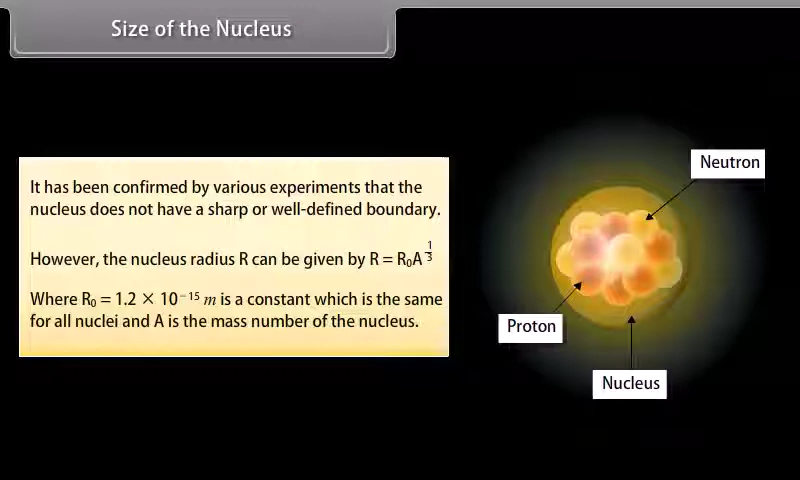 Size of the Nucleus
It has been confirmed by various experiments that the
nucleus does not have a sharp or well-defined boundary.
However, the nucleus radius R can be given by R = R₀A^(1/3)
Where R₀ = 1.2 × 10⁻¹⁵ m is a constant which is the same
for all nuclei and A is the mass number of the nucleus.
Neutron
Proton
Nucleus